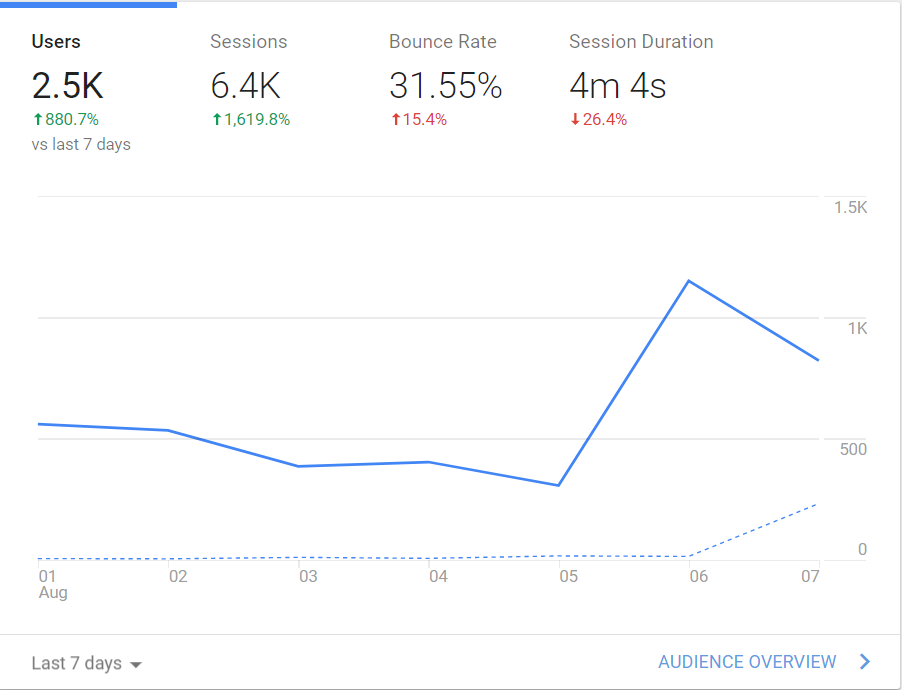 Users Sessions Bounce Rate Session Duration
2.5K 6.4K 31.55% 4m 4s
↑880.7% ↑1,619.8% ↑15.4% ↓26.4%
vs last 7 days
1.5K
1K
500
0
01 02 03 04 05 06 07
Aug
Last 7 days AUDIENCE OVERVIEW